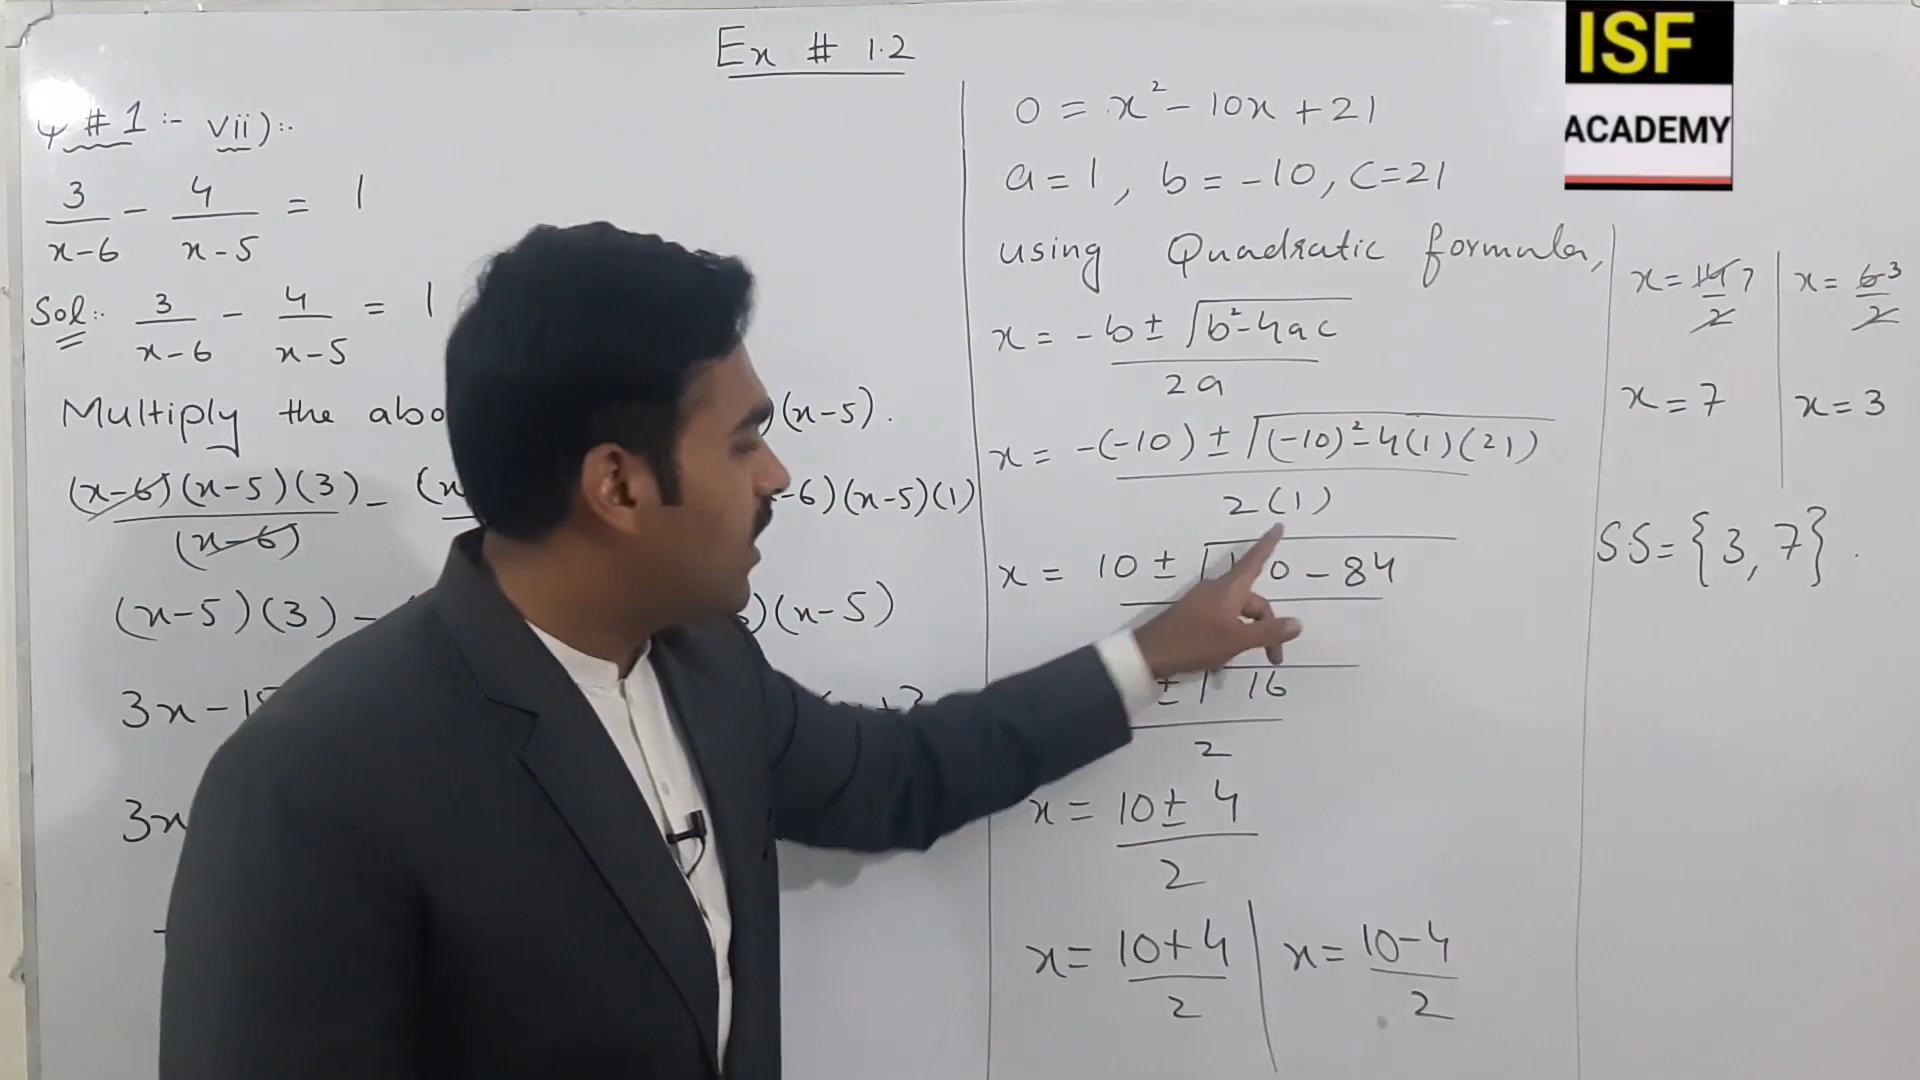 Ex # 1.2
ISF
ACADEMY
φ # 1 :- vii):-
3/(x-6) - 4/(x-5) = 1
Sol:- 3/(x-6) - 4/(x-5) = 1
Multiply the )(x-5).
(x-6)(x-5)(3)/(x-6) - -6)(x-5)(1)
(x-5)(3) - )(x-5)
3x-
3x
0 = x²-10x+21
a=1, b=-10, c=21
using Quadratic formula,
x = -b ± √(b²-4ac)/2a
x = -(-10) ± √((-10)²-4(1)(21))/2(1)
x = 10 ± √ 0-84
± √16/2
x = 10±4/2
x = 10+4/2 | x = 10-4/2
x = 14/2 7 | x = 6/2 3
x = 7 | x = 3
S.S = {3, 7}.